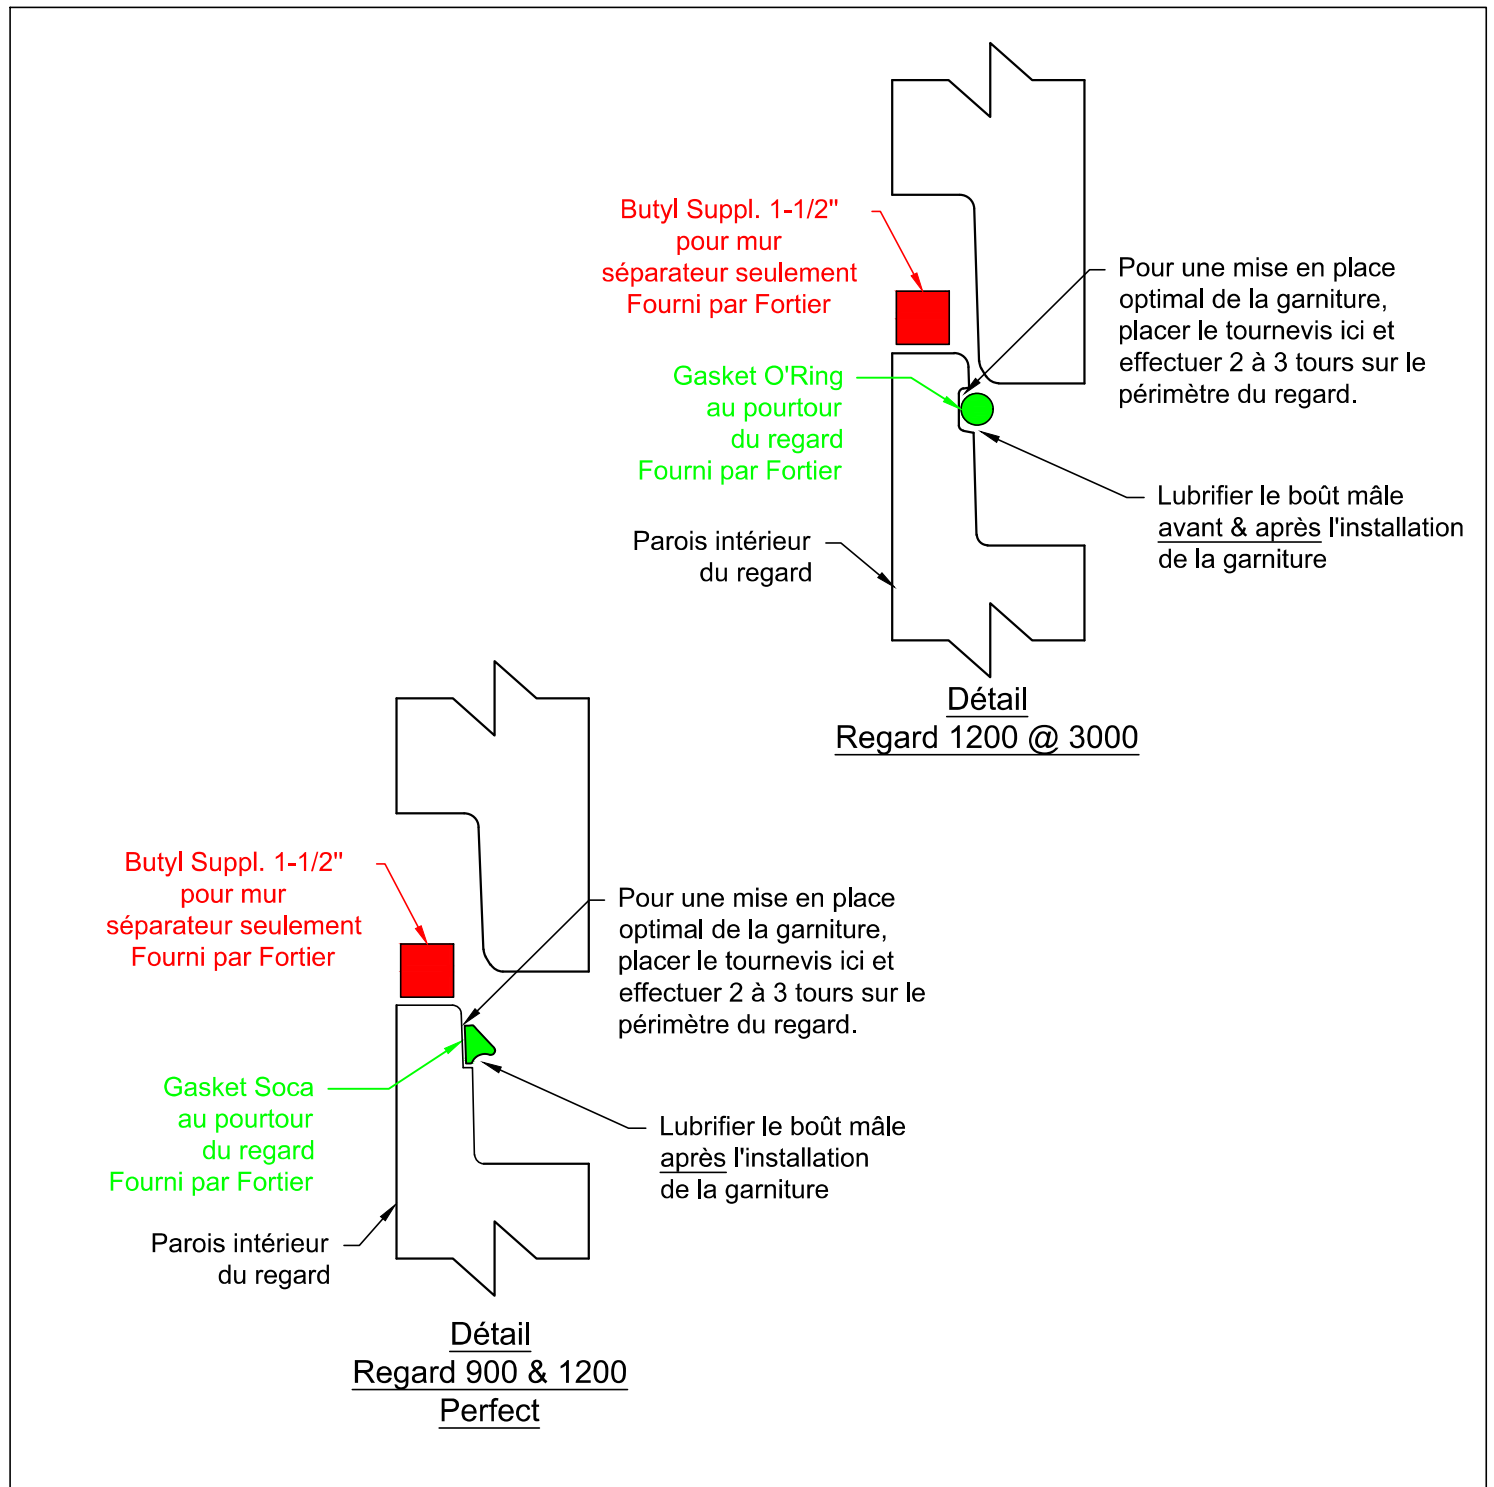 Butyl Suppl. 1-1/2"
pour mur
séparateur seulement
Fourni par Fortier
Gasket O'Ring
au pourtour
du regard
Fourni par Fortier
Parois intérieur
du regard
Pour une mise en place
optimal de la garniture,
placer le tournevis ici et
effectuer 2 à 3 tours sur le
périmètre du regard.
Lubrifier le boût mâle
avant & après l'installation
de la garniture
Détail
Regard 1200 @ 3000
Butyl Suppl. 1-1/2"
pour mur
séparateur seulement
Fourni par Fortier
Gasket Soca
au pourtour
du regard
Fourni par Fortier
Parois intérieur
du regard
Pour une mise en place
optimal de la garniture,
placer le tournevis ici et
effectuer 2 à 3 tours sur le
périmètre du regard.
Lubrifier le boût mâle
après l'installation
de la garniture
Détail
Regard 900 & 1200
Perfect